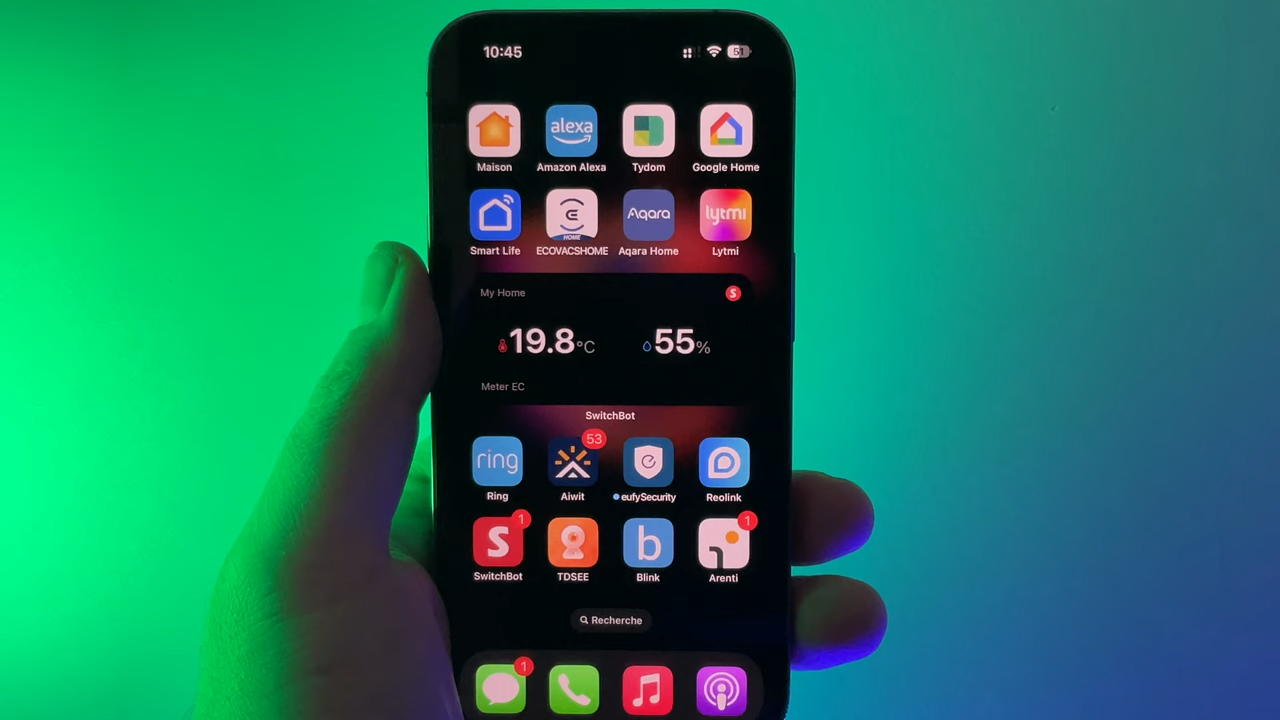 10:45
51
alexa
Maison Amazon Alexa Tydom Google Home
Aqara lytmi
HOME
Smart Life ECOVACSHOME Aqara Home Lytmi
My Home S
19.8°C 55%
Meter EC
SwitchBot
53
ring
Ring Aiwit eufySecurity Reolink
1 1
S b
SwitchBot TDSEE Blink Arenti
Recherche
1